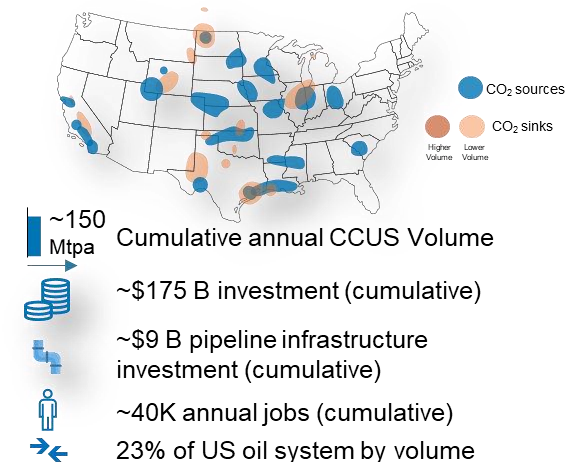 CO₂ sources
CO₂ sinks
Higher
Volume
Lower
Volume
~150
Mtpa
Cumulative annual CCUS Volume
~$175 B investment (cumulative)
~$9 B pipeline infrastructure
investment (cumulative)
~40K annual jobs (cumulative)
23% of US oil system by volume